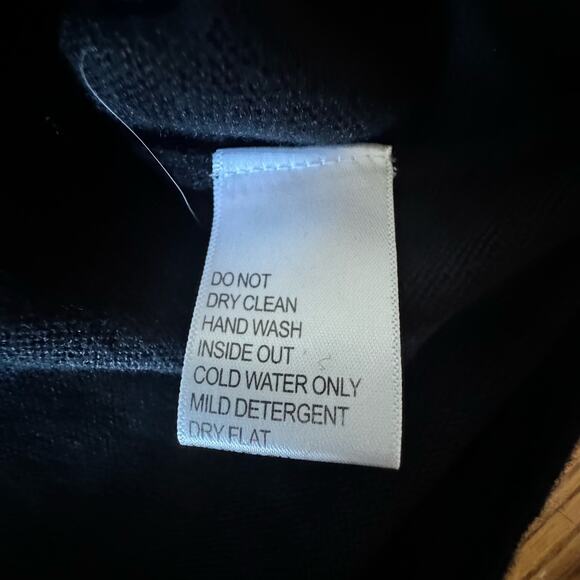 DO NOT
DRY CLEAN
HAND WASH
INSIDE OUT
COLD WATER ONLY
MILD DETERGENT
DRY FLAT